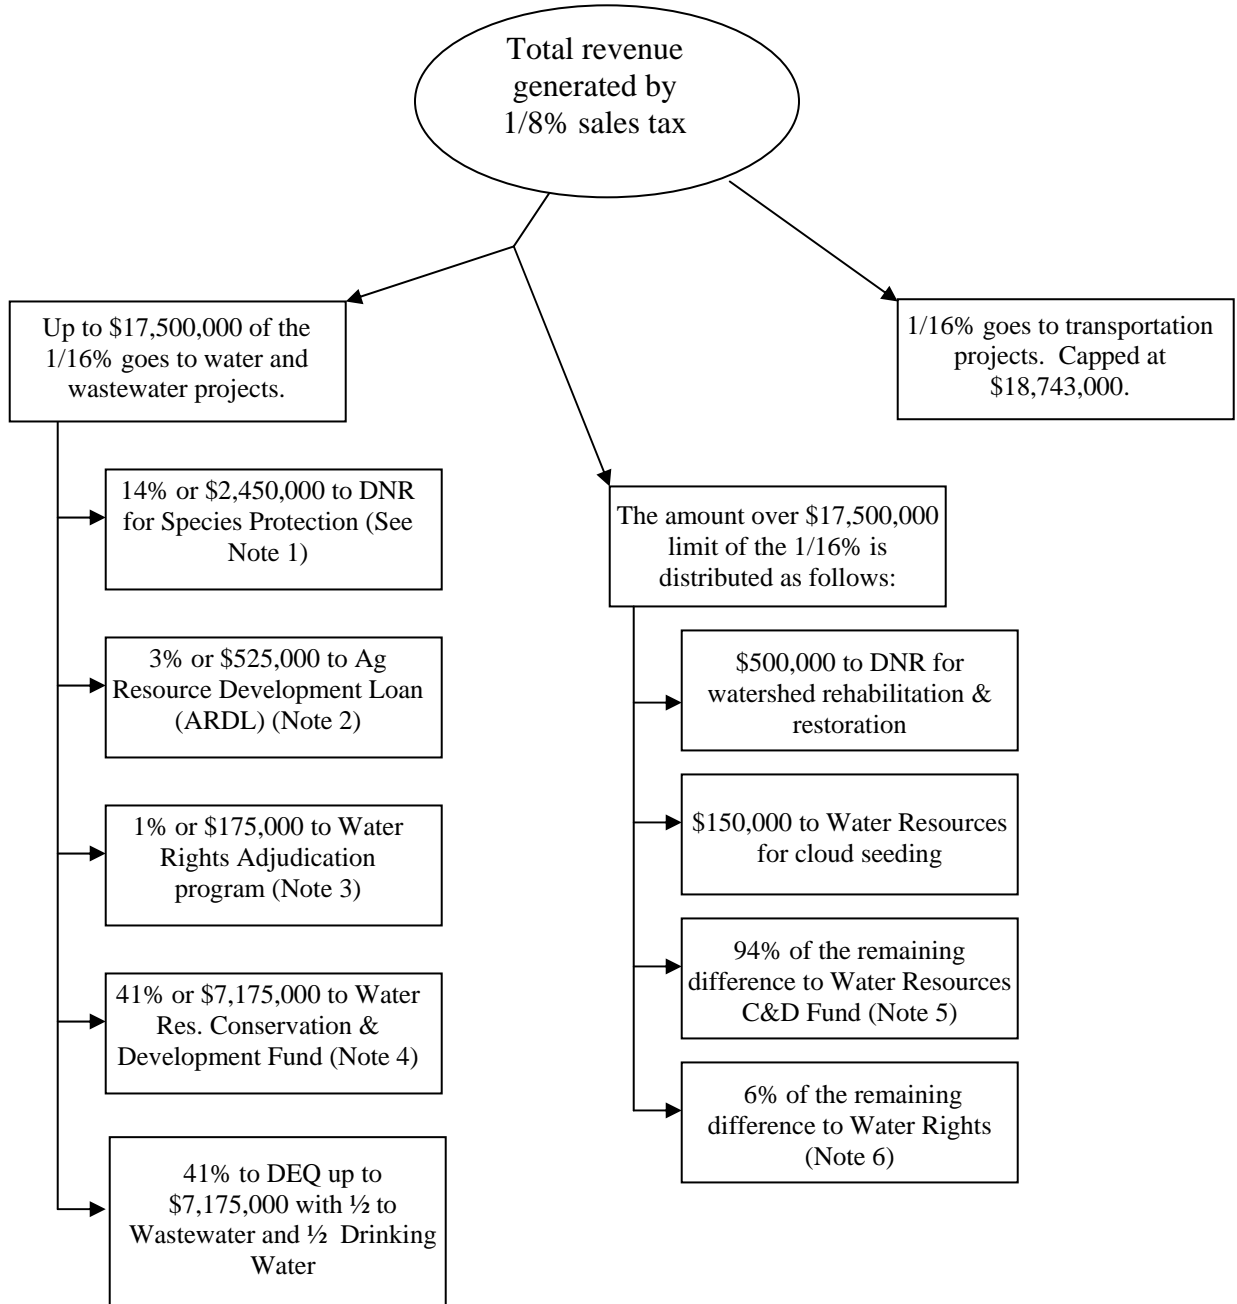 Total revenue
generated by
1/8% sales tax
Up to $17,500,000 of the
1/16% goes to water and
wastewater projects.
1/16% goes to transportation
projects.  Capped at
$18,743,000.
14% or $2,450,000 to DNR
for Species Protection (See
Note 1)
3% or $525,000 to Ag
Resource Development Loan
(ARDL) (Note 2)
1% or $175,000 to Water
Rights Adjudication
program (Note 3)
41% or $7,175,000 to Water
Res. Conservation &
Development Fund (Note 4)
41% to DEQ up to
$7,175,000 with ½ to
Wastewater and ½  Drinking
Water
The amount over $17,500,000
limit of the 1/16% is
distributed as follows:
$500,000 to DNR for
watershed rehabilitation &
restoration
$150,000 to Water Resources
for cloud seeding
94% of the remaining
difference to Water Resources
C&D Fund (Note 5)
6% of the remaining
difference to Water Rights
(Note 6)